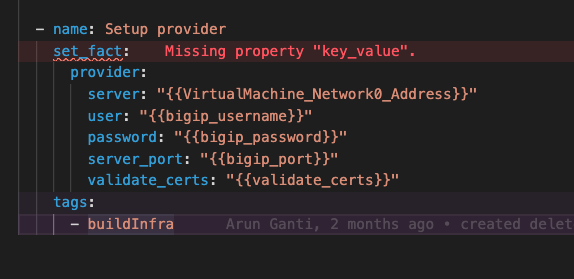 - name: Setup provider
set_fact: Missing property "key_value".
provider:
server: "{{VirtualMachine_Network0_Address}}"
user: "{{bigip_username}}"
password: "{{bigip_password}}"
server_port: "{{bigip_port}}"
validate_certs: "{{validate_certs}}"
tags:
- buildInfra Arun Ganti, 2 months ago • created delet